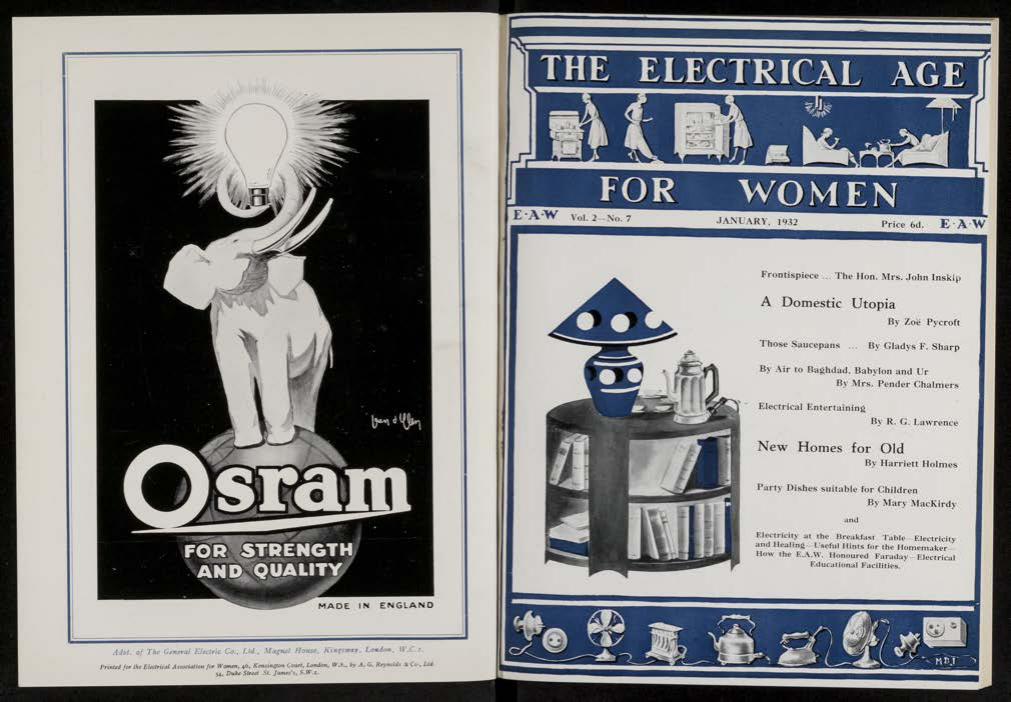 Osram
FOR STRENGTH
AND QUALITY
MADE IN ENGLAND
Advt. of The General Electric Co., Ltd., Magnet House, Kingsway, London, W.C.2.
Printed for the Electrical Association for Women, 46, Kensington Court, London, W.8., by A. G. Reynolds & Co., Ltd.
54, Duke Street St. James's, S.W.1.
THE ELECTRICAL AGE
FOR WOMEN
E·A·W Vol. 2—No. 7 JANUARY, 1932 Price 6d. E·A·W
Frontispiece ... The Hon. Mrs. John Inskip
A Domestic Utopia
By Zoë Pycroft
Those Saucepans ... By Gladys F. Sharp
By Air to Baghdad, Babylon and Ur
By Mrs. Pender Chalmers
Electrical Entertaining
By R. G. Lawrence
New Homes for Old
By Harriett Holmes
Party Dishes suitable for Children
By Mary MacKirdy
and
Electricity at the Breakfast Table—Electricity
and Healing—Useful Hints for the Homemaker—
How the E.A.W. Honoured Faraday—Electrical
Educational Facilities.